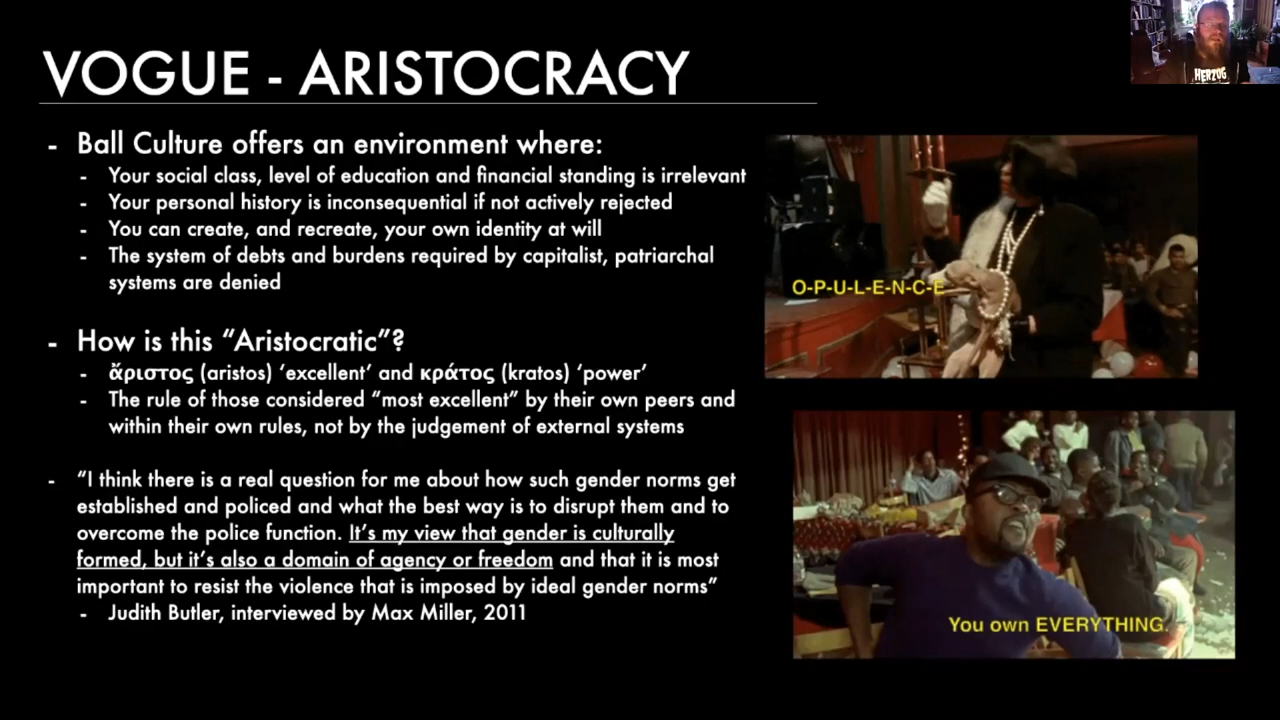 VOGUE - ARISTOCRACY
HERZOG
- Ball Culture offers an environment where:
- Your social class, level of education and financial standing is irrelevant
- Your personal history is inconsequential if not actively rejected
- You can create, and recreate, your own identity at will
- The system of debts and burdens required by capitalist, patriarchal
systems are denied
O-P-U-L-E-N-C-E
- How is this “Aristocratic”?
- ἄριστος (aristos) ‘excellent’ and κράτος (kratos) ‘power’
- The rule of those considered “most excellent” by their own peers and
within their own rules, not by the judgement of external systems
- “I think there is a real question for me about how such gender norms get
established and policed and what the best way is to disrupt them and to
overcome the police function. It’s my view that gender is culturally
formed, but it’s also a domain of agency or freedom and that it is most
important to resist the violence that is imposed by ideal gender norms”
- Judith Butler, interviewed by Max Miller, 2011
You own EVERYTHING.